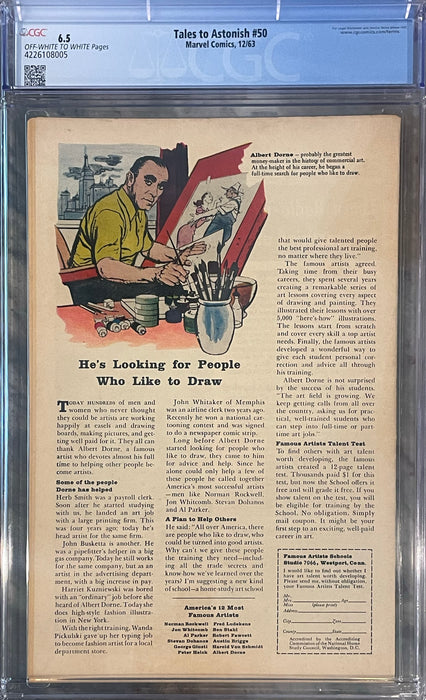 CGC
6.5
OFF-WHITE TO WHITE Pages
4226108005
Tales to Astonish #50
Marvel Comics, 12/63
www.cgccomics.com/terms
CGC
Albert Dorne – probably the greatest
money-maker in the history of commercial art.
At the height of his career, he began a
full-time search for people who like to draw.
He's Looking for People
Who Like to Draw
TODAY HUNDREDS of men and
women who never thought
they could be artists are working
happily at easels and drawing
boards, making pictures, and get-
ting well paid for it. They all can
thank Albert Dorne, a famous
artist who devotes almost his full
time to helping other people be-
come artists.
Some of the people
Dorne has helped
Herb Smith was a payroll clerk.
Soon after he started studying
with us, he landed an art job
with a large printing firm. This
was four years ago; today he's
head artist for the same firm.
John Busketta is another. He
was a pipefitter's helper in a big
gas company. Today he still works
for the same company, but as an
artist in the advertising depart-
ment, with a big increase in pay.
Harriet Kuzniewski was bored
with an "ordinary" job before she
heard of Albert Dorne. Today she
does high-style fashion illustra-
tion in New York.
With the right training, Wanda
Pickulski gave up her typing job
to become fashion artist for a local
department store.
John Whitaker of Memphis
was an airline clerk two years ago.
Recently he won a national car-
tooning contest and was signed
to do a newspaper comic strip.
Long before Albert Dorne
started looking for people who
like to draw, they came to him
for advice and help. Since he
alone could only help a few of
these people he called together
America's most successful artists
—men like Norman Rockwell,
Jon Whitcomb, Stevan Dohanos
and Al Parker.
A Plan to Help Others
He said: "All over America, there
are people who like to draw, who
could be turned into good artists.
Why can't we give these people
the training they need—includ-
ing all the trade secrets and
know how we've learned over the
years? I'm suggesting a new kind
of school—a home-study art school
America's 12 Most
Famous Artists
Norman Rockwell Fred Ludekens
Jon Whitcomb Ben Stahl
Al Parker Robert Fawcett
Stevan Dohanos Austin Briggs
George Giusti Harold Von Schmidt
Peter Helck Albert Dorne
that would give talented people
the best professional art training,
no matter where they live."
The famous artists agreed.
Taking time from their busy
careers, they spent several years
creating a remarkable series of
art lessons covering every aspect
of drawing and painting. They
illustrated their lessons with over
5,000 "here's-how" illustrations.
The lessons start from scratch
and cover every skill a top artist
needs. Finally, the famous artists
developed a wonderful way to
give each student personal cor-
rection and advice all through
his training.
Albert Dorne is not surprised
by the success of his students.
"The art field is growing. We
keep getting calls from all over
the country, asking us for prac-
tical, well-trained students who
can step into full-time or part-
time art jobs."
Famous Artists Talent Test
To find others with art talent
worth developing, the famous
artists created a 12-page talent
test. Thousands paid $1 for this
test, but now the School offers it
free and will grade it free. If you
show talent on the test, you will
be eligible for training by the
School. No obligation. Simply
mail coupon. It might be your
first step to an exciting, well-paid
career in art.
Famous Artists Schools
Studio 7066, Westport, Conn.
I would like to find out whether I
have art talent worth developing.
Please send me, without obligation,
your Famous Artists Talent Test.
Mr.
Mrs. Age
Miss (please print)
Address
City Zone
County State
Accredited by the Accrediting
Commission of the National Home
Study Council, Washington, D.C.